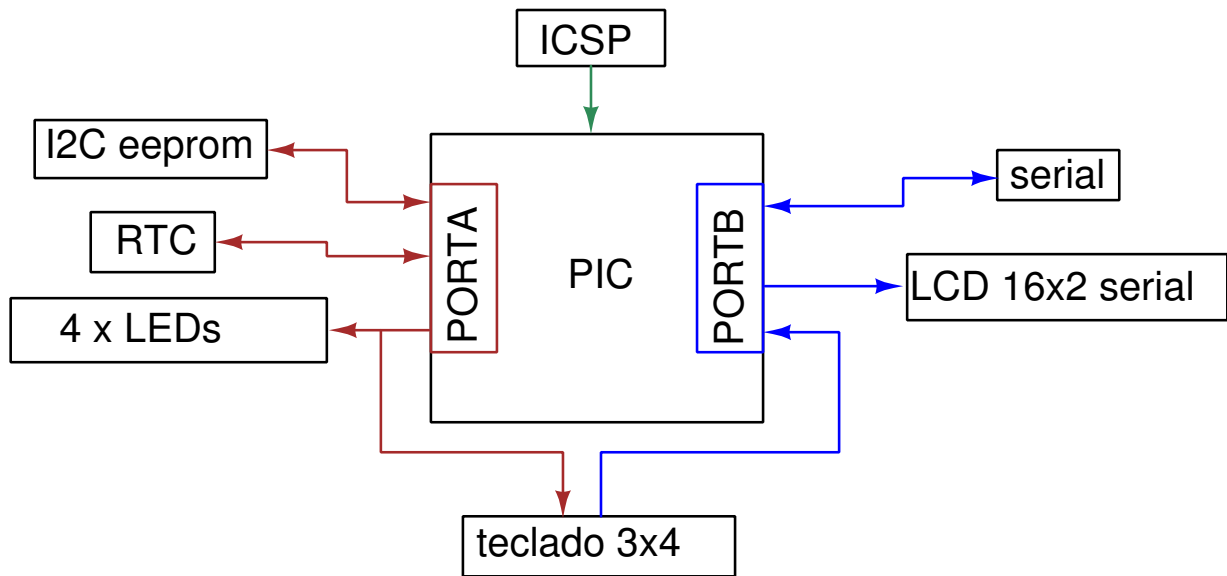 ICSP
I2C eeprom
serial
RTC
PORTA
PIC
PORTB
LCD 16x2 serial
4 x LEDs
teclado 3x4